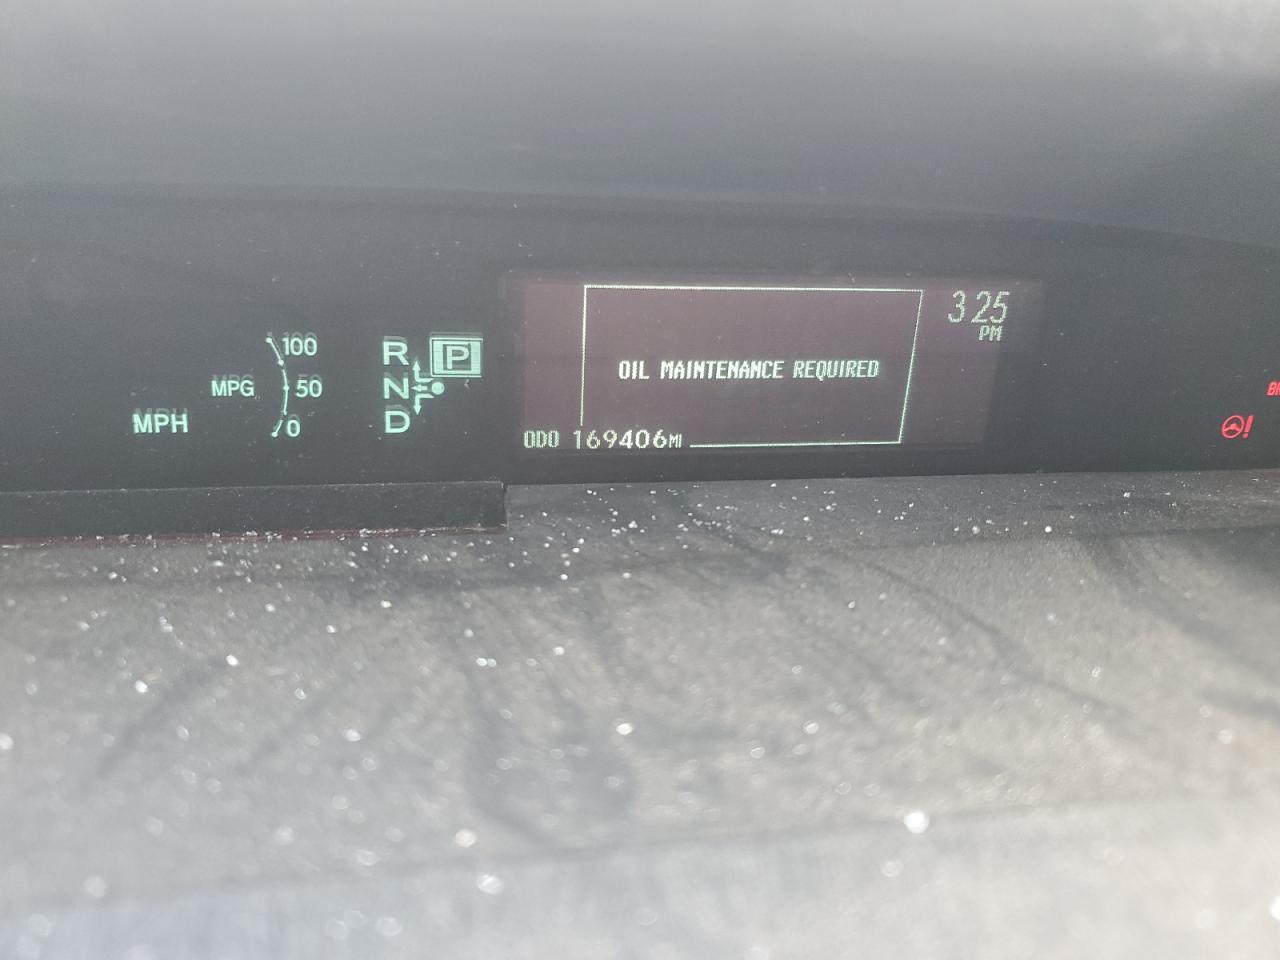 100
MPG 50
MPH 0
R P
N
D
OIL MAINTENANCE REQUIRED
3 25
PM
ODO 169406MI
!